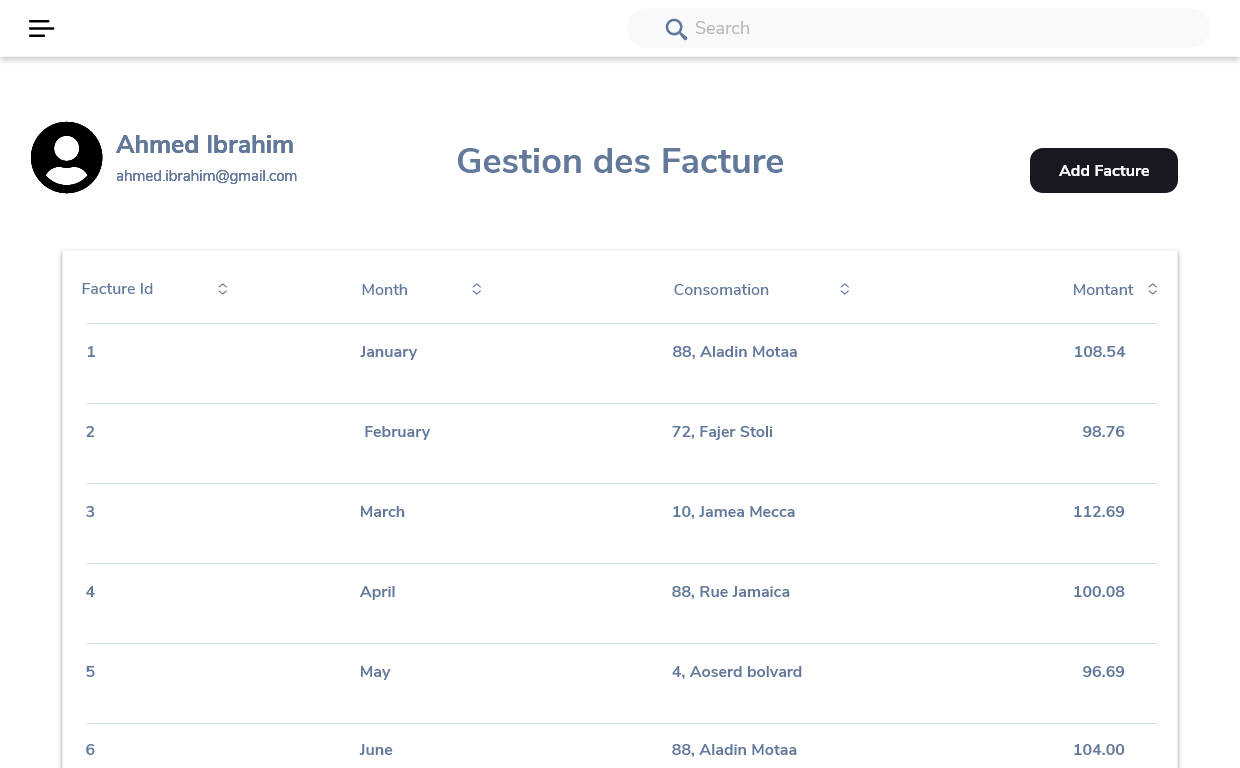 Search
Ahmed Ibrahim
ahmed.ibrahim@gmail.com
Gestion des Facture
Add Facture
Facture Id Month Consomation Montant
1 January 88, Aladin Motaa 108.54
2 February 72, Fajer Stoli 98.76
3 March 10, Jamea Mecca 112.69
4 April 88, Rue Jamaica 100.08
5 May 4, Aoserd bolvard 96.69
6 June 88, Aladin Motaa 104.00